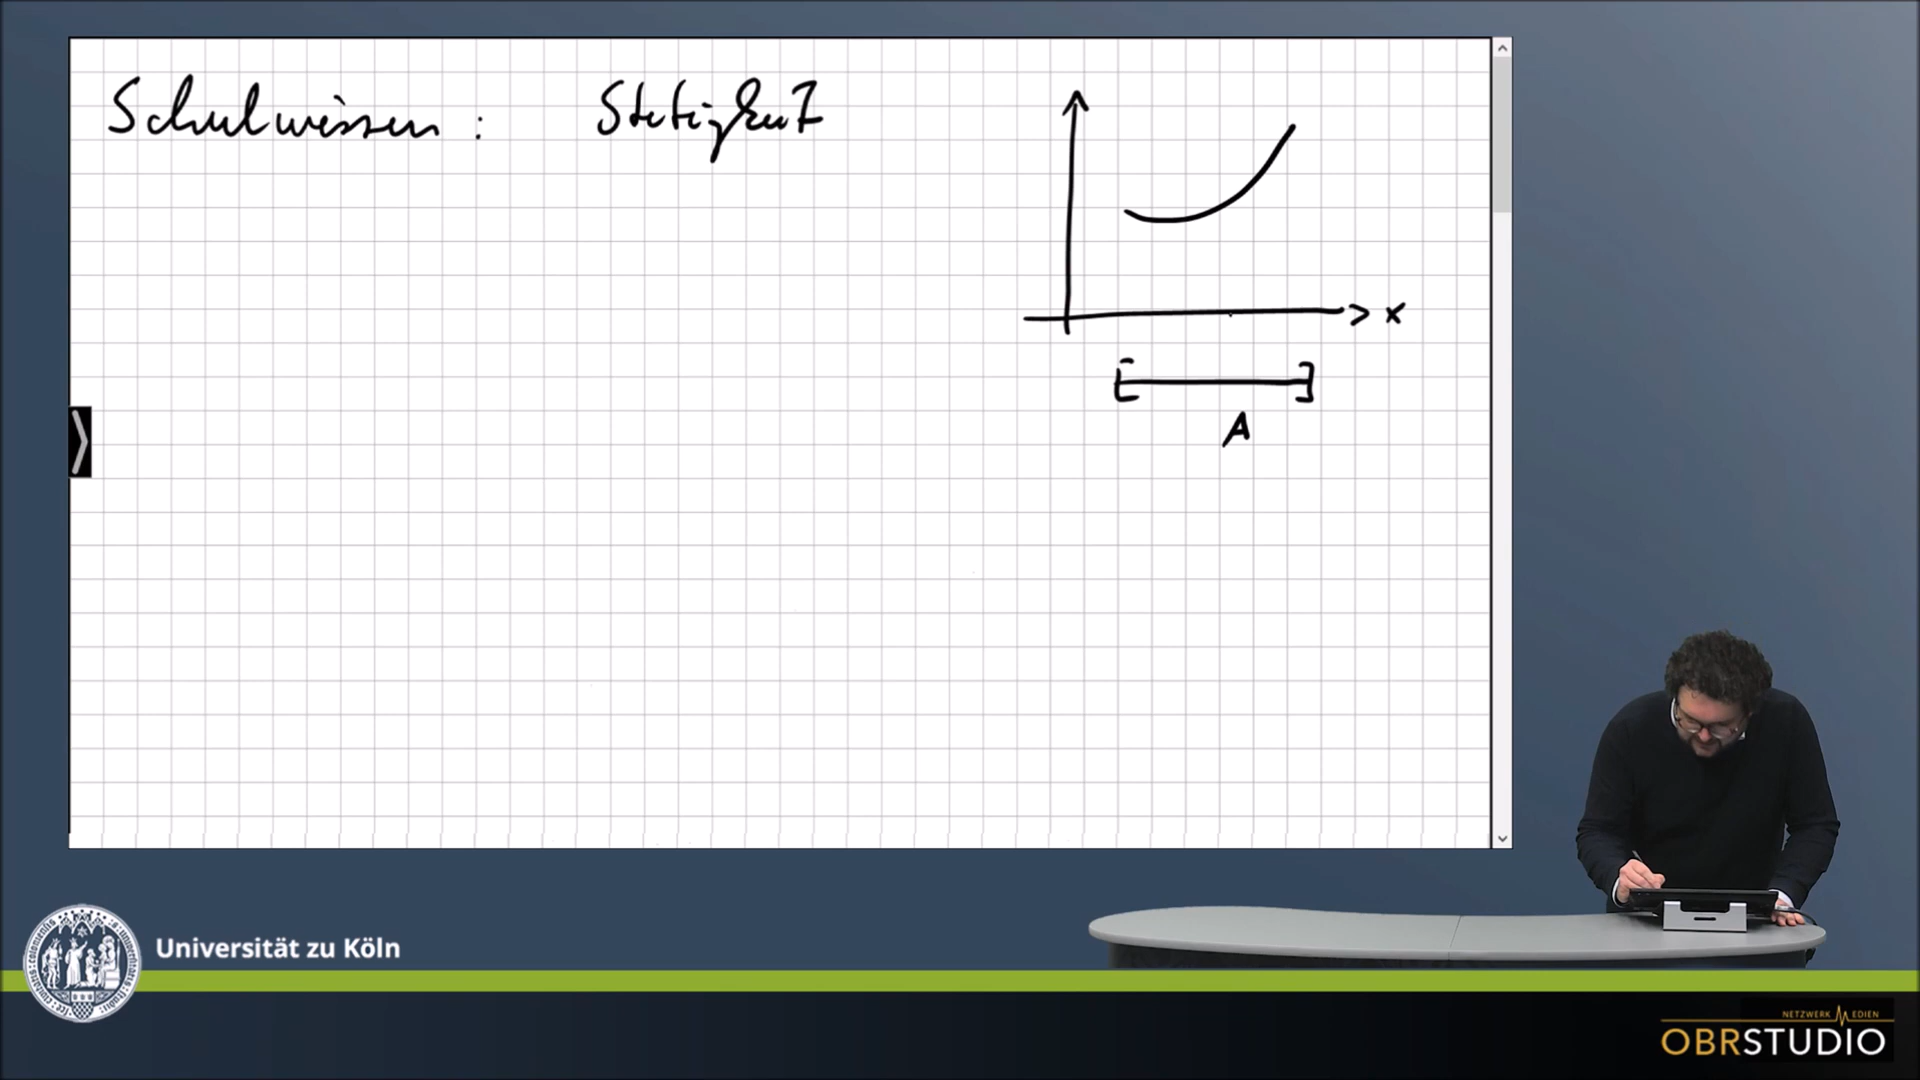 Schulwissen : Stetigkeit
> x
[ ]
A
Universität zu Köln
NETZWERK MEDIEN
OBRSTUDIO